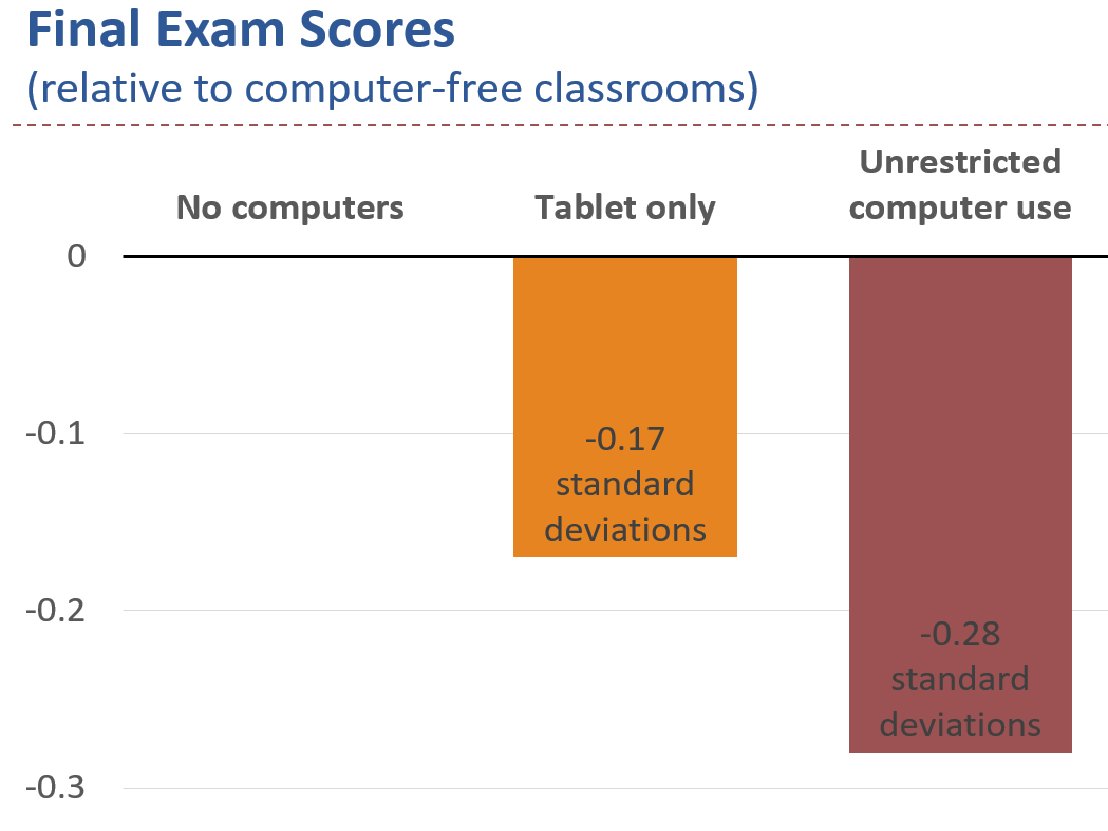 Final Exam Scores
(relative to computer-free classrooms)
Unrestricted
No computers Tablet only computer use
0
-0.1
-0.17
standard
deviations
-0.2
-0.28
standard
deviations
-0.3